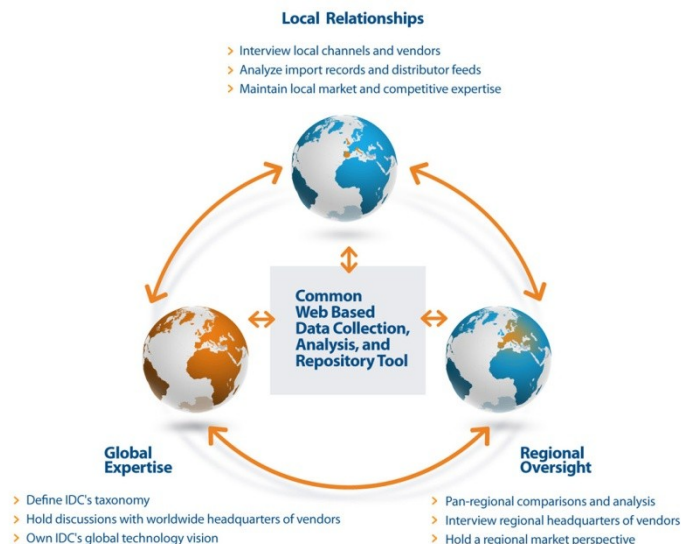 Local Relationships
> Interview local channels and vendors
> Analyze import records and distributor feeds
> Maintain local market and competitive expertise
Common
Web Based
Data Collection,
Analysis, and
Repository Tool
Global
Expertise
> Define IDC's taxonomy
> Hold discussions with worldwide headquarters of vendors
> Own IDC's global technology vision
Regional
Oversight
> Pan-regional comparisons and analysis
> Interview regional headquarters of vendors
> Hold a regional market perspective